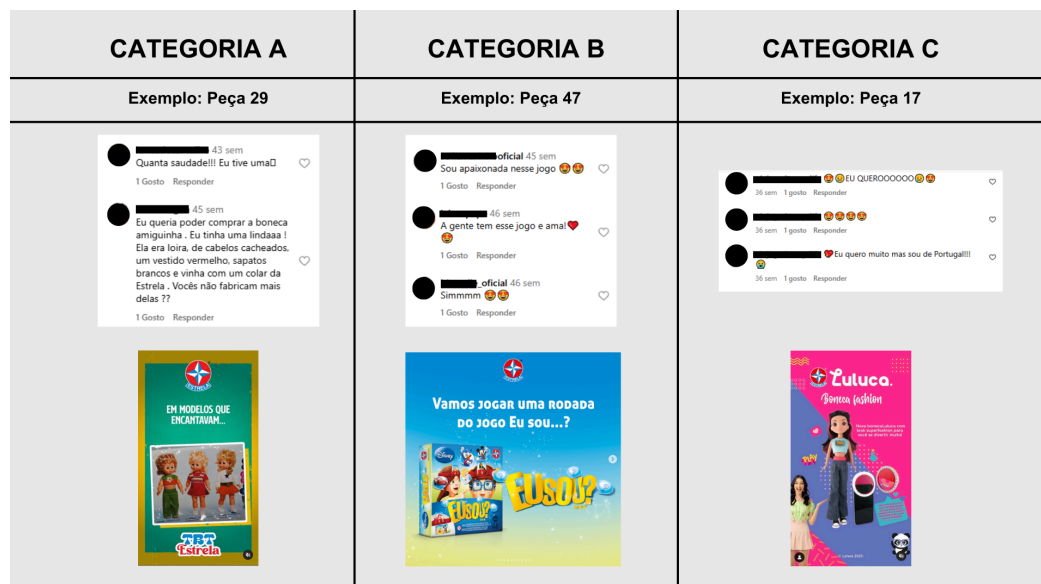 CATEGORIA A
CATEGORIA B
CATEGORIA C
Exemplo: Peça 29
Exemplo: Peça 47
Exemplo: Peça 17
43 sem
Quanta saudade!!! Eu tive uma
1 Gosto Responder
45 sem
Eu queria poder comprar a boneca
amiguinha . Eu tinha uma lindaaa !
Ela era loira, de cabelos cacheados,
um vestido vermelho, sapatos
brancos e vinha com um colar da
Estrela . Vocês não fabricam mais
delas ??
1 Gosto Responder
ESTRELA
EM MODELOS QUE
ENCANTAVAM...
TBT
Estrela
oficial 45 sem
Sou apaixonada nesse jogo 😍😍
1 Gosto Responder
46 sem
A gente tem esse jogo e ama!❤️
😍
1 Gosto Responder
_oficial 46 sem
Simmmm 😍😍
1 Gosto Responder
ESTRELA
Vamos jogar uma rodada
do jogo Eu sou...?
Disney
EU SOU?
EU SOU?
😍😖EU QUEROOOOOO😖😍
36 sem 1 gosto Responder
😍😍😍😍
36 sem 1 gosto Responder
💖Eu quero muito mas sou de Portugal!!!
😭
36 sem 1 gosto Responder
ESTRELA
Luluca.
Boneca fashion